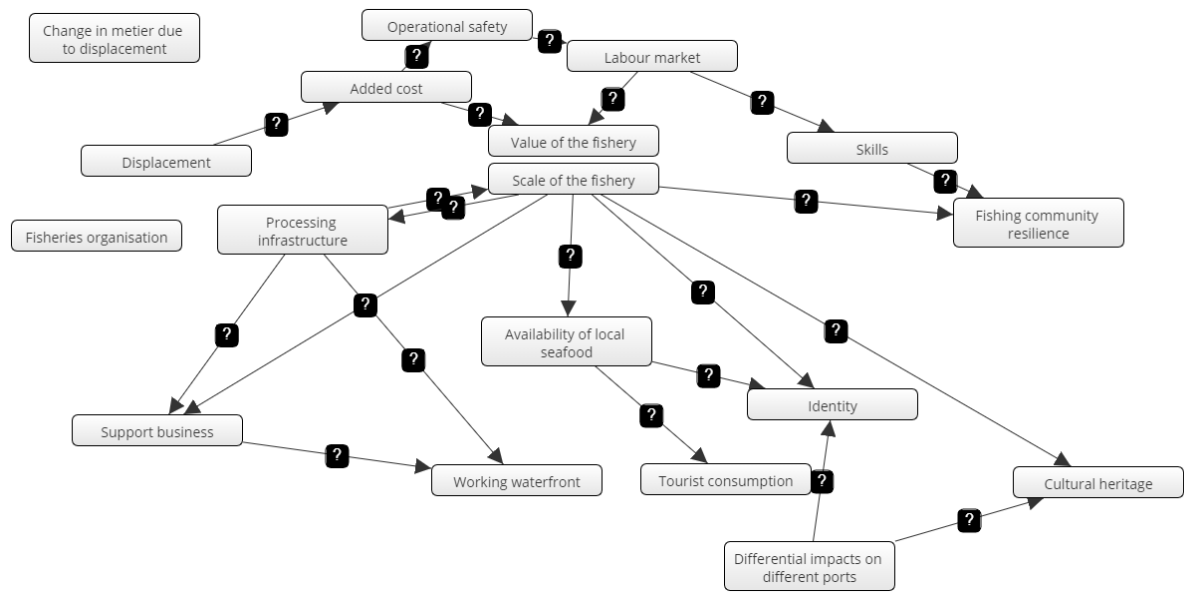 Operational safety
Change in metier due
to displacement
?
?
Labour market
Added cost
?
?
?
?
Value of the fishery
Displacement
Skills
Scale of the fishery
?
?
?
?
Processing
infrastructure
Fishing community
resilience
Fisheries organisation
?
?
?
?
?
Availability of local
seafood
?
?
?
Identity
?
Support business
?
Working waterfront
Tourist consumption
?
Cultural heritage
?
Differential impacts on
different ports